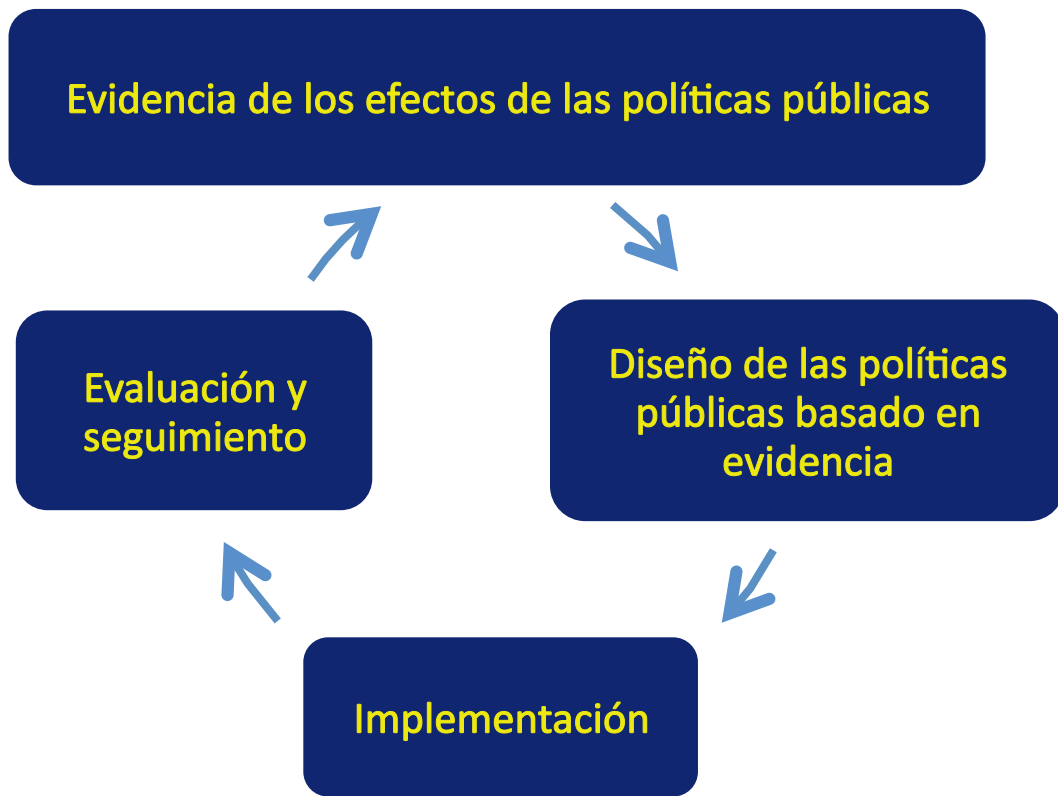 Evidencia de los efectos de las políticas públicas
Diseño de las políticas
públicas basado en
evidencia
Implementación
Evaluación y
seguimiento